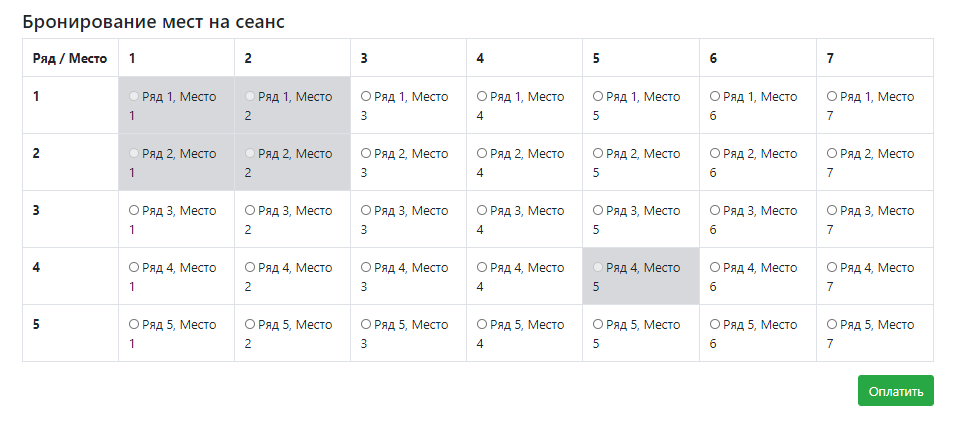 Бронирование мест на сеанс
Ряд / Место 1 2 3 4 5 6 7
1 Ряд 1, Место 1 Ряд 1, Место 2 Ряд 1, Место 3 Ряд 1, Место 4 Ряд 1, Место 5 Ряд 1, Место 6 Ряд 1, Место 7
2 Ряд 2, Место 1 Ряд 2, Место 2 Ряд 2, Место 3 Ряд 2, Место 4 Ряд 2, Место 5 Ряд 2, Место 6 Ряд 2, Место 7
3 Ряд 3, Место 1 Ряд 3, Место 2 Ряд 3, Место 3 Ряд 3, Место 4 Ряд 3, Место 5 Ряд 3, Место 6 Ряд 3, Место 7
4 Ряд 4, Место 1 Ряд 4, Место 2 Ряд 4, Место 3 Ряд 4, Место 4 Ряд 4, Место 5 Ряд 4, Место 6 Ряд 4, Место 7
5 Ряд 5, Место 1 Ряд 5, Место 2 Ряд 5, Место 3 Ряд 5, Место 4 Ряд 5, Место 5 Ряд 5, Место 6 Ряд 5, Место 7
Оплатить